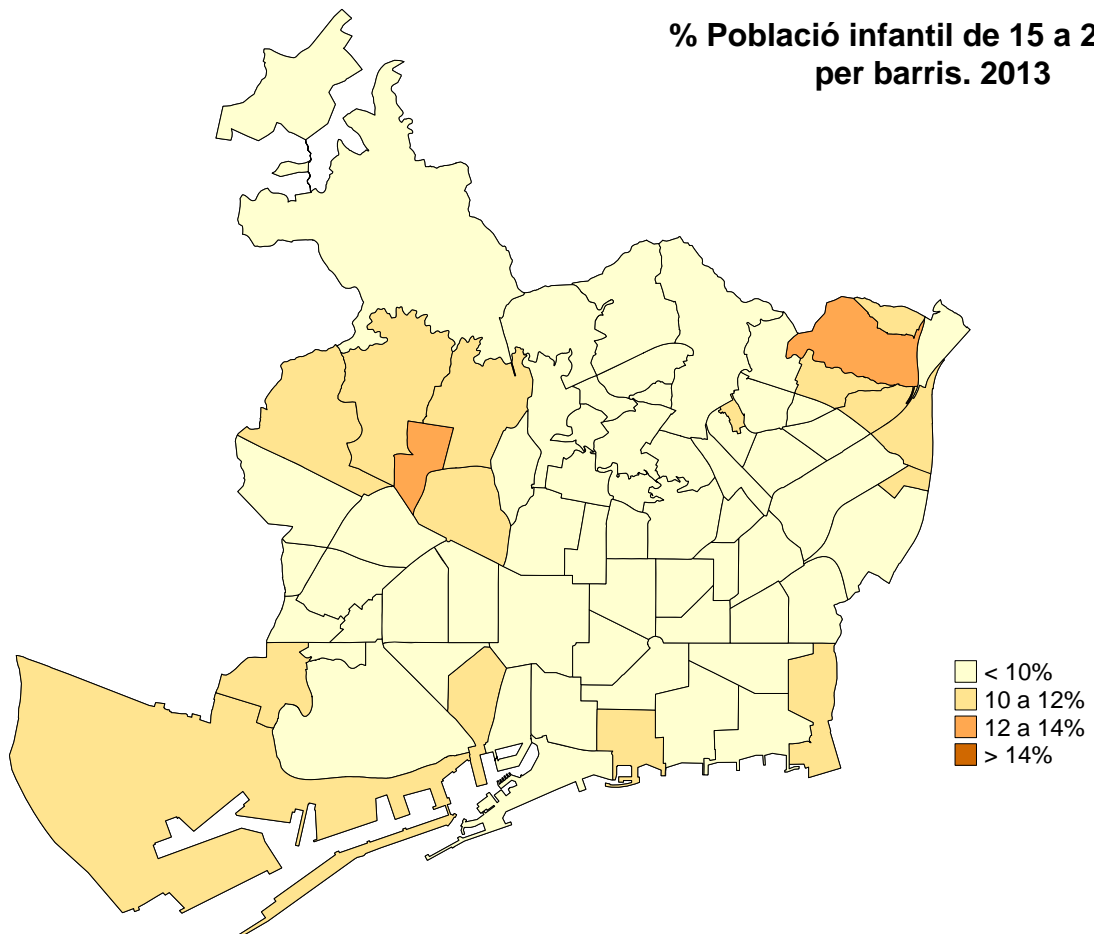 % Població infantil de 15 a 2
per barris. 2013
< 10%
10 a 12%
12 a 14%
> 14%